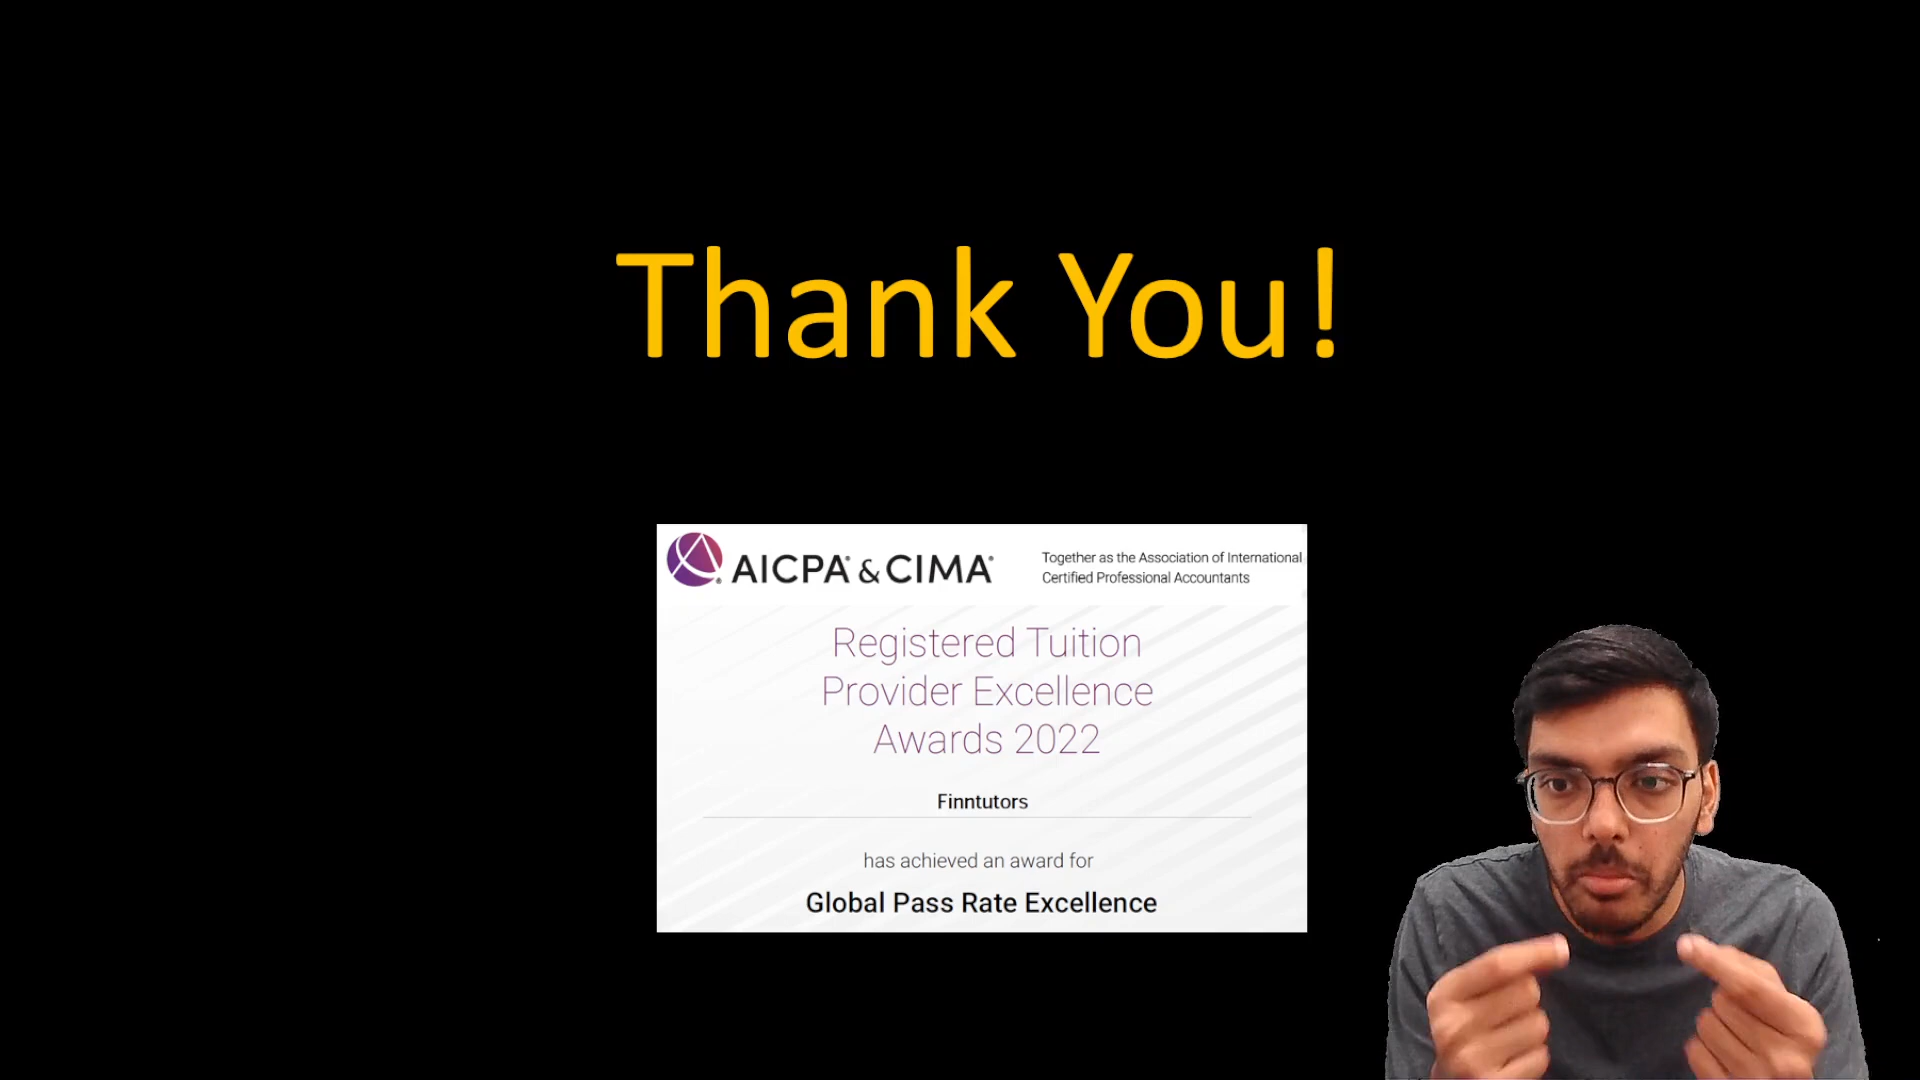 Thank You!
AICPA® & CIMA®
Together as the Association of International
Certified Professional Accountants
Registered Tuition
Provider Excellence
Awards 2022
Finntutors
has achieved an award for
Global Pass Rate Excellence